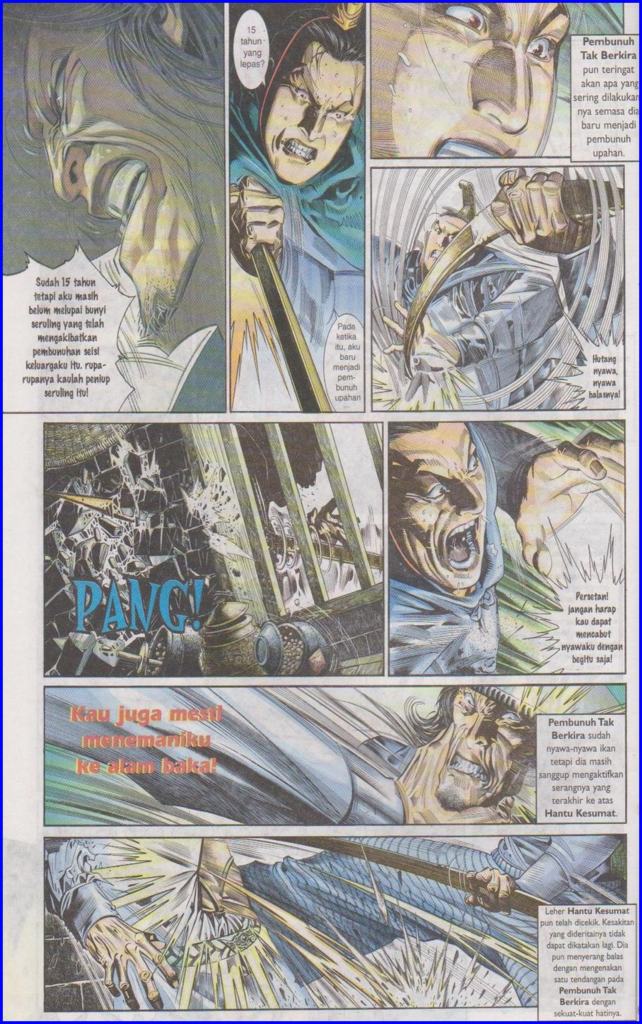 15
tahun
yang
lepas?
Pembunuh
Tak Berkira
pun teringat
akan apa yang
sering dilakukan
nya semasa dia
baru menjadi
pembunuh
upahan.
Sudah 15 tahun
tetapi aku masih
belum melupai bunyi
seruling yang telah
mengakibatkan
pembunuhan seisi
keluargaku itu. rupa-
rupanya kaulah peniup
seruling itu!
Pada
ketika
itu, aku
baru
menjadi
pem-
bunuh
upahan
Hutang
nyawa,
nyawa
balasnya!
PANG!
Persetan!
jangan harap
kau dapat
mencabut
nyawaku dengan
begitu saja!
Kau juga mesti
menemaniku
ke alam baka!
Pembunuh Tak
Berkira sudah
nyawa-nyawa ikan
tetapi dia masih
sanggup mengaktifkan
serangnya yang
terakhir ke atas
Hantu Kesumat.
Leher Hantu Kesumat
pun telah dicekik. Kesakitan
yang dideritainya tidak
dapat dikatakan lagi. Dia
pun menyerang balas
dengan mengenakan
satu tendangan pada
Pembunuh Tak
Berkira dengan
sekuat-kuat hatinya.